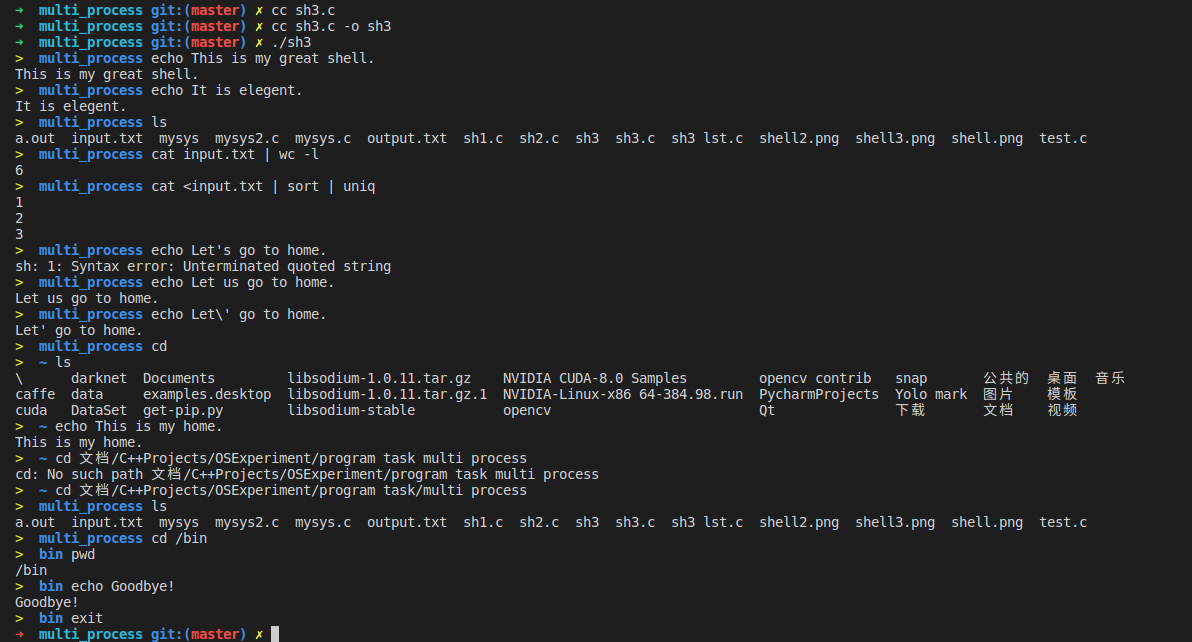 ➜  multi_process git:(master) ✗ cc sh3.c
➜  multi_process git:(master) ✗ cc sh3.c -o sh3
➜  multi_process git:(master) ✗ ./sh3
>  multi_process echo This is my great shell.
This is my great shell.
>  multi_process echo It is elegent.
It is elegent.
>  multi_process ls
a.out  input.txt  mysys  mysys2.c  mysys.c  output.txt  sh1.c  sh2.c  sh3  sh3.c  sh3 lst.c  shell2.png  shell3.png  shell.png  test.c
>  multi_process cat input.txt | wc -l
6
>  multi_process cat <input.txt | sort | uniq
1
2
3
>  multi_process echo Let's go to home.
sh: 1: Syntax error: Unterminated quoted string
>  multi_process echo Let us go to home.
Let us go to home.
>  multi_process echo Let\' go to home.
Let' go to home.
>  multi_process cd
>  ~ ls
\      darknet  Documents         libsodium-1.0.11.tar.gz    NVIDIA CUDA-8.0 Samples       opencv contrib   snap       公共的  桌面  音乐
caffe  data     examples.desktop  libsodium-1.0.11.tar.gz.1  NVIDIA-Linux-x86 64-384.98.run  PycharmProjects  Yolo mark  图片    模板
cuda   DataSet  get-pip.py        libsodium-stable           opencv                        Qt               下载       文档    视频
>  ~ echo This is my home.
This is my home.
>  ~ cd 文档/C++Projects/OSExperiment/program task multi process
cd: No such path 文档/C++Projects/OSExperiment/program task multi process
>  ~ cd 文档/C++Projects/OSExperiment/program task/multi process
>  multi_process ls
a.out  input.txt  mysys  mysys2.c  mysys.c  output.txt  sh1.c  sh2.c  sh3  sh3.c  sh3 lst.c  shell2.png  shell3.png  shell.png  test.c
>  multi_process cd /bin
>  bin pwd
/bin
>  bin echo Goodbye!
Goodbye!
>  bin exit
➜  multi_process git:(master) ✗